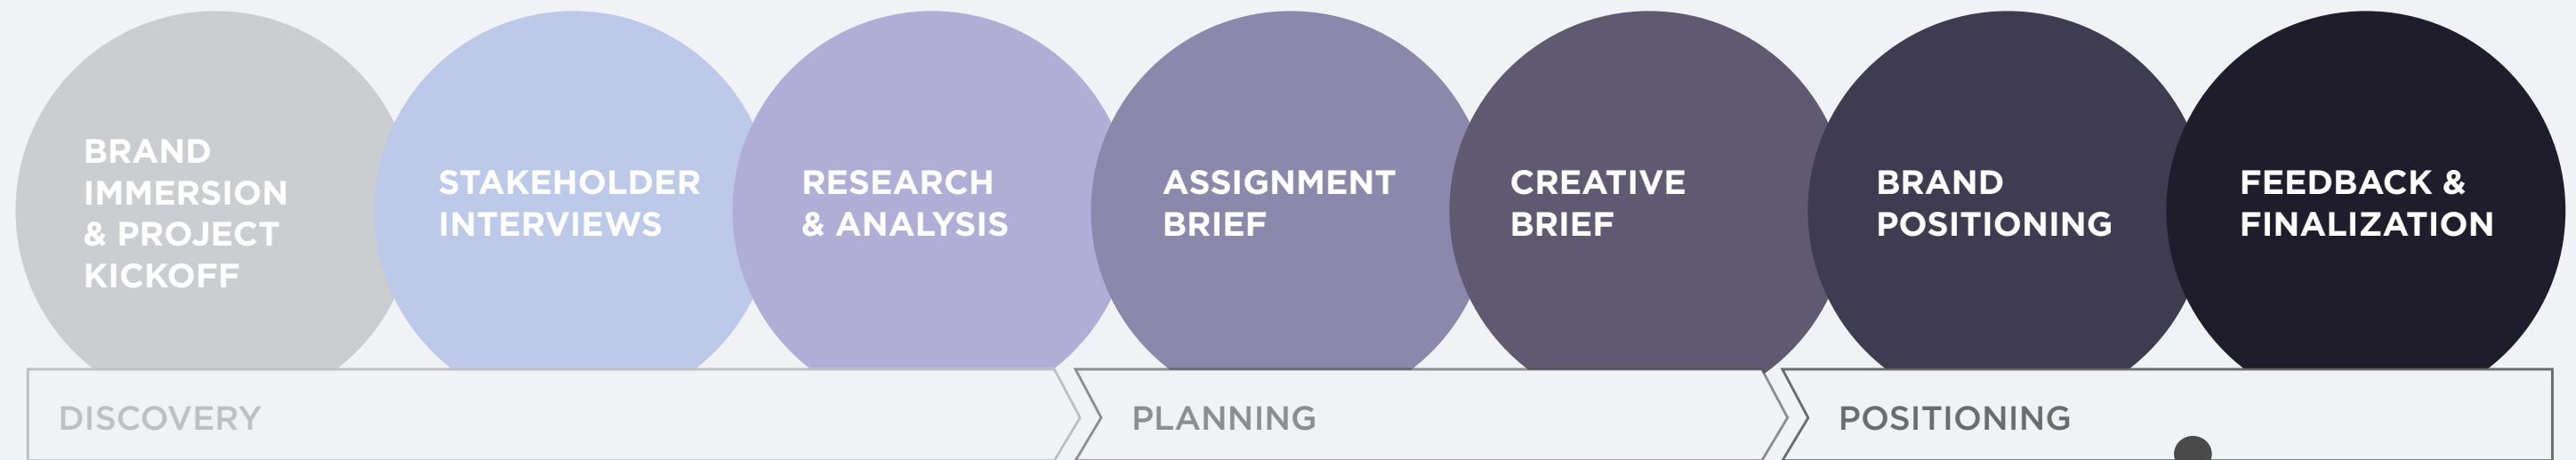 BRAND
IMMERSION
& PROJECT
KICKOFF
STAKEHOLDER
INTERVIEWS
RESEARCH
& ANALYSIS
ASSIGNMENT
BRIEF
CREATIVE
BRIEF
BRAND
POSITIONING
FEEDBACK &
FINALIZATION
DISCOVERY
PLANNING
POSITIONING